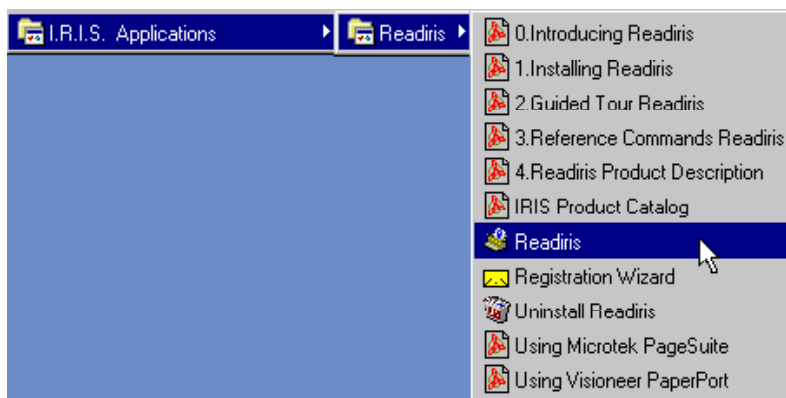 I.R.I.S. Applications
Readiris
0.Introducing Readiris
1.Installing Readiris
2.Guided Tour Readiris
3.Reference Commands Readiris
4.Readiris Product Description
IRIS Product Catalog
Readiris
Registration Wizard
Uninstall Readiris
Using Microtek PageSuite
Using Visioneer PaperPort